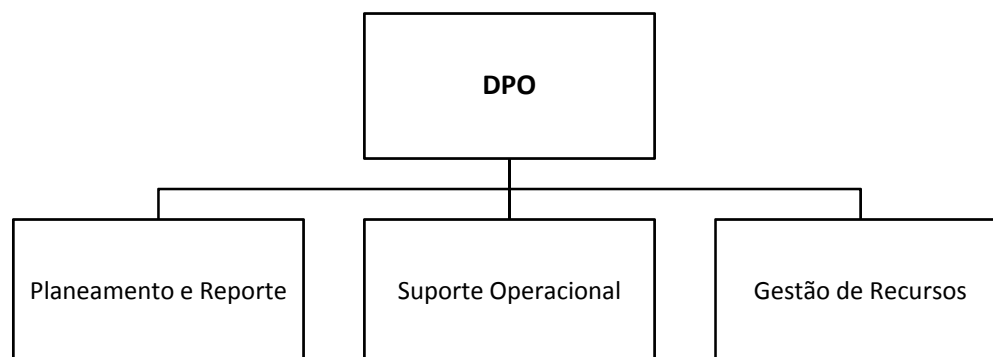 DPO
Planeamento e Reporte
Suporte Operacional
Gestão de Recursos